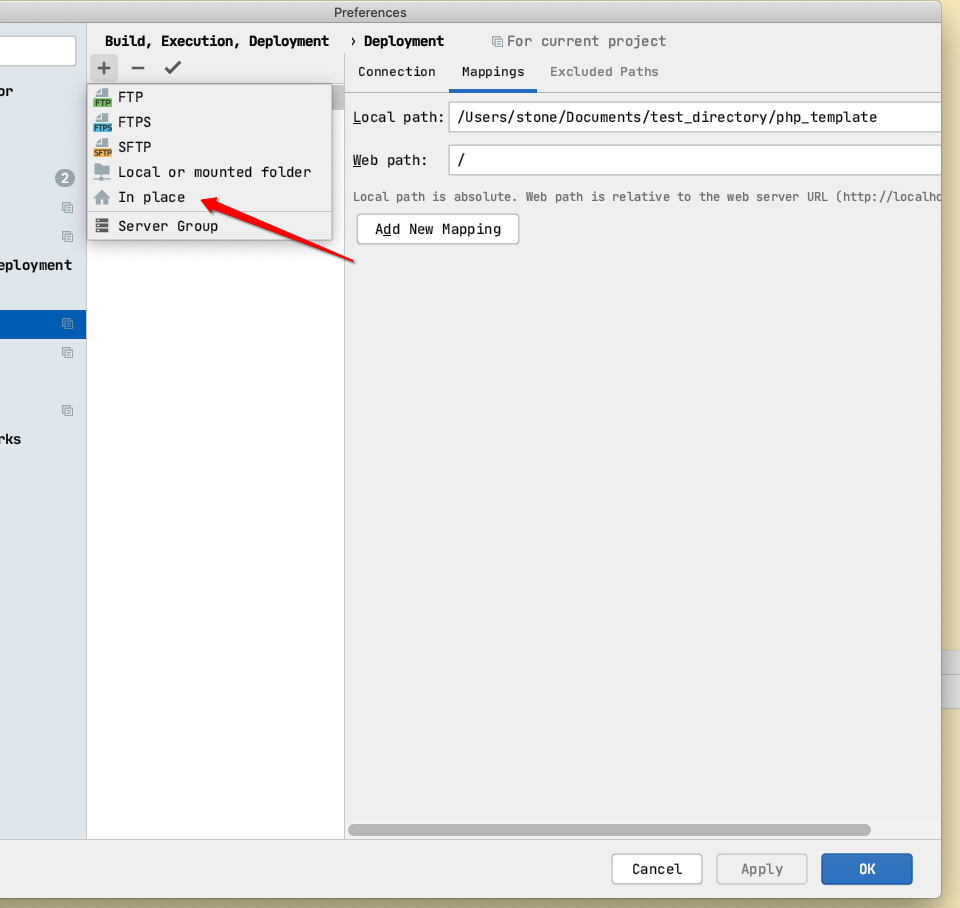 Preferences
Build, Execution, Deployment › Deployment For current project
or
Connection Mappings Excluded Paths
FTP FTP
FTPS FTPS
SFTP SFTP
Local or mounted folder
In place
Server Group
Local path: /Users/stone/Documents/test_directory/php_template
Web path: /
Local path is absolute. Web path is relative to the web server URL (http://localho
Add New Mapping
2
eployment
rks
Cancel Apply OK